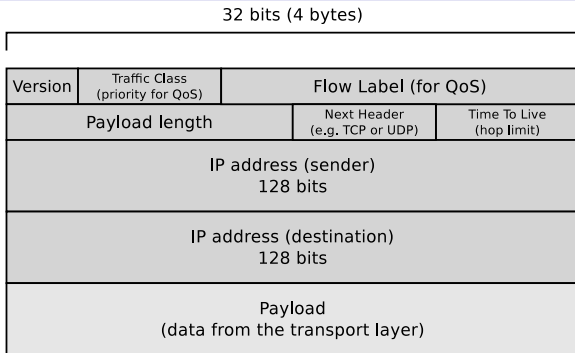 32 bits (4 bytes)
Version
Traffic Class
(priority for QoS)
Flow Label (for QoS)
Payload length
Next Header
(e.g. TCP or UDP)
Time To Live
(hop limit)
IP address (sender)
128 bits
IP address (destination)
128 bits
Payload
(data from the transport layer)